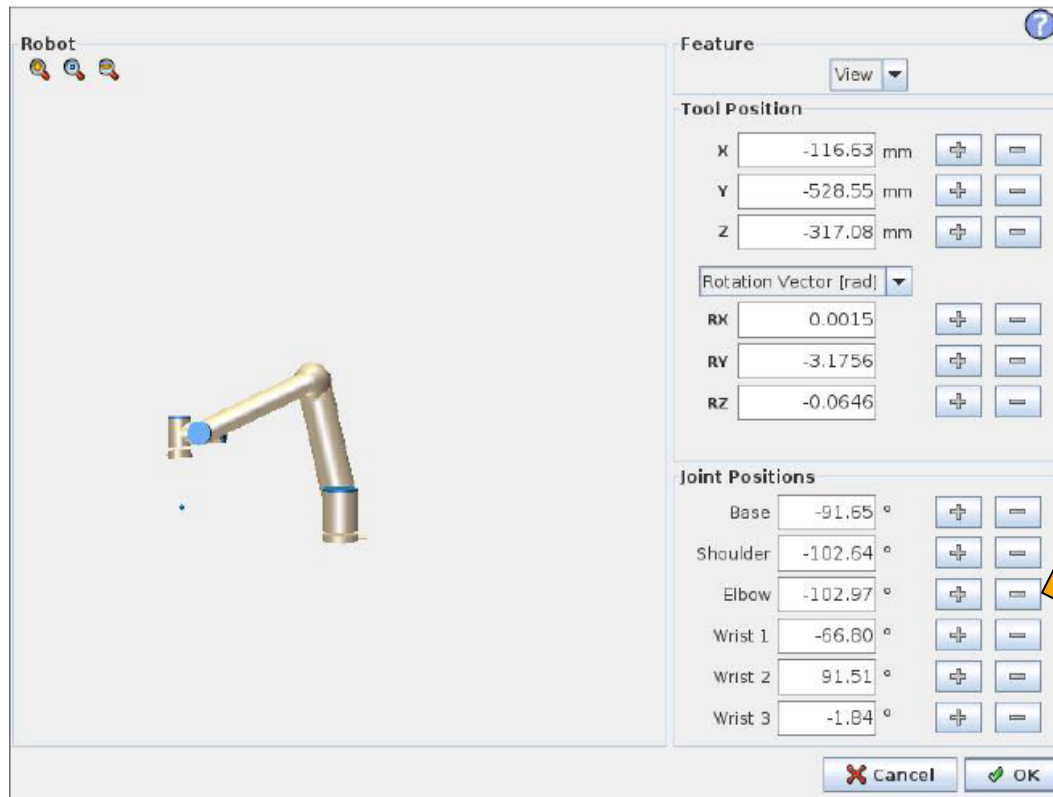 ?
Robot
Feature
View
Tool Position
X -116.63 mm
Y -528.55 mm
Z -317.08 mm
Rotation Vector [rad]
RX 0.0015
RY -3.1756
RZ -0.0646
Joint Positions
Base -91.65 °
Shoulder -102.64 °
Elbow -102.97 °
Wrist 1 -66.80 °
Wrist 2 91.51 °
Wrist 3 -1.84 °
Cancel OK